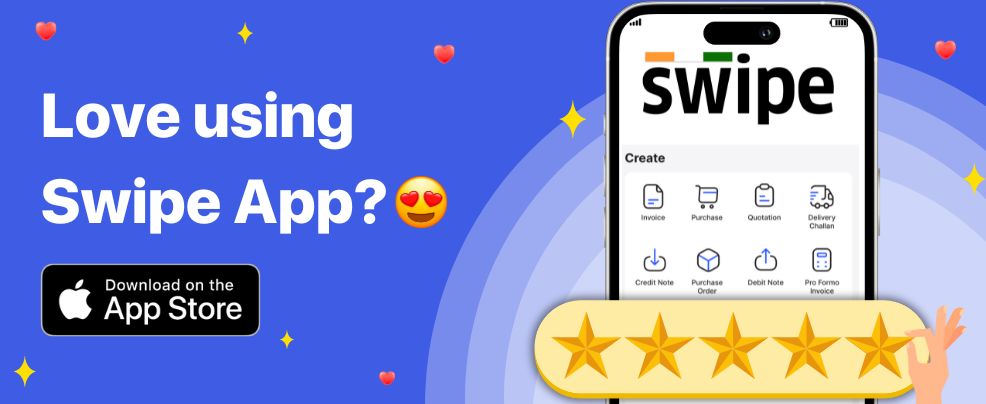 Love using
Swipe App?😍
Download on the
App Store
swipe
Create
Invoice
Purchase
Quotation
Delivery
Challan
Credit Note
Purchase
Order
Debit Note
Pro Formo
Invoice